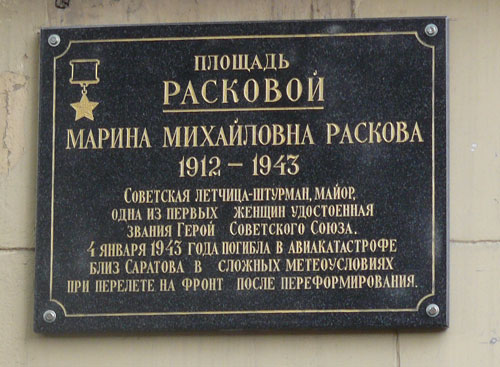 ПЛОЩАДЬ
РАСКОВОЙ
МАРИНА МИХАЙЛОВНА РАСКОВА
1912 – 1943
СОВЕТСКАЯ ЛЕТЧИЦА-ШТУРМАН, МАЙОР,
ОДНА ИЗ ПЕРВЫХ ЖЕНЩИН УДОСТОЕННАЯ
ЗВАНИЯ ГЕРОЙ СОВЕТСКОГО СОЮЗА.
4 ЯНВАРЯ 1943 ГОДА ПОГИБЛА В АВИАКАТАСТРОФЕ
БЛИЗ САРАТОВА В СЛОЖНЫХ МЕТЕОУСЛОВИЯХ
ПРИ ПЕРЕЛЕТЕ НА ФРОНТ ПОСЛЕ ПЕРЕФОРМИРОВАНИЯ.